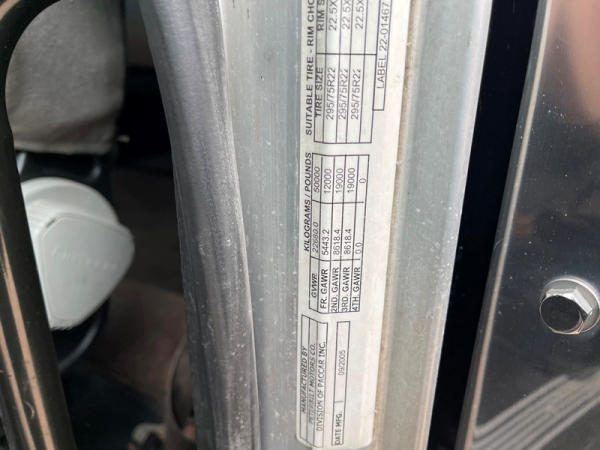 MANUFACTURED BY
PETERBILT MOTORS CO.
DIVISION OF PACCAR INC.
DATE MFG. 09/2005
KILOGRAMS / POUNDS
GVWR 22680.0 50000
FR. GAWR 5443.2 12000
2ND. GAWR 8618.4 19000
3RD. GAWR 8618.4 19000
4TH. GAWR 0.0 0
SUITABLE TIRE - RIM CHO
TIRE SIZE RIM S
295/75R22 22.5X
295/75R22 22.5X
295/75R22 22.5X
LABEL 22-01467